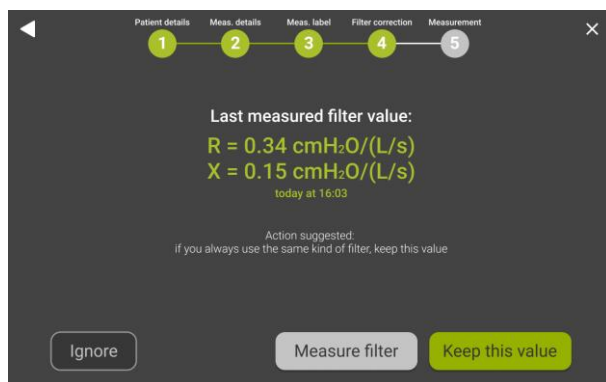 Patient details Meas. details Meas. label Filter correction Measurement
1 2 3 4 5
Last measured filter value:
R = 0.34 cmH₂O/(L/s)
X = 0.15 cmH₂O/(L/s)
today at 16:03
Action suggested:
if you always use the same kind of filter, keep this value
Ignore Measure filter Keep this value